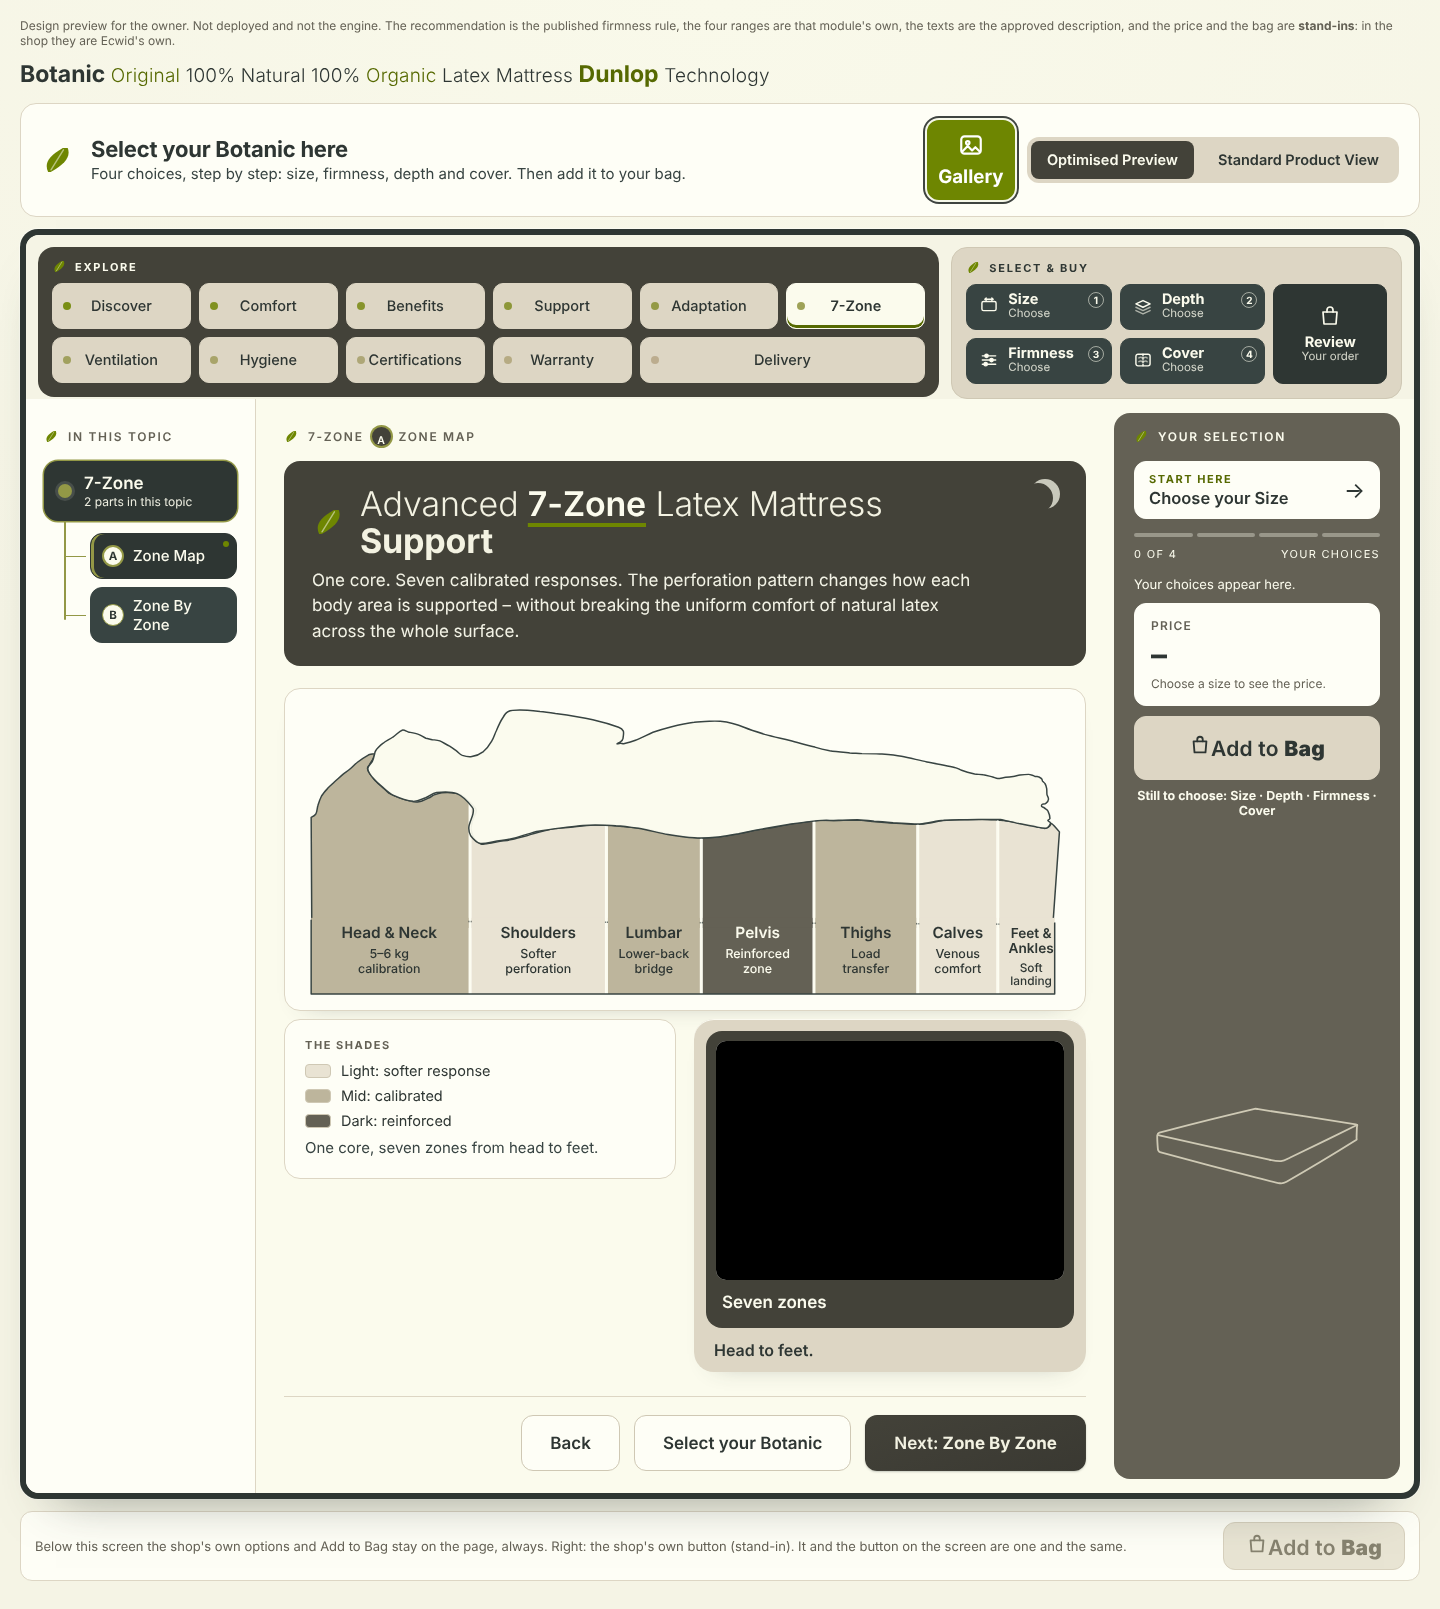 Design preview for the owner. Not deployed and not the engine. The recommendation is the published firmness rule, the four ranges are that module's own, the texts are the approved description, and the price and the bag are stand-ins: in the
shop they are Ecwid's own.
Botanic Original 100% Natural 100% Organic Latex Mattress Dunlop Technology
Select your Botanic here
Four choices, step by step: size, firmness, depth and cover. Then add it to your bag.
Gallery
Optimised Preview
Standard Product View
EXPLORE
Discover
Comfort
Benefits
Support
Adaptation
7-Zone
Ventilation
Hygiene
Certifications
Warranty
Delivery
SELECT & BUY
Size
Choose
1
Depth
Choose
2
Firmness
Choose
3
Cover
Choose
4
Review
Your order
IN THIS TOPIC
7-Zone
2 parts in this topic
A
Zone Map
B
Zone By
Zone
7-ZONE A ZONE MAP
Advanced 7-Zone Latex Mattress
Support
One core. Seven calibrated responses. The perforation pattern changes how each
body area is supported – without breaking the uniform comfort of natural latex
across the whole surface.
Head & Neck
5–6 kg
calibration
Shoulders
Softer
perforation
Lumbar
Lower-back
bridge
Pelvis
Reinforced
zone
Thighs
Load
transfer
Calves
Venous
comfort
Feet &
Ankles
Soft
landing
THE SHADES
Light: softer response
Mid: calibrated
Dark: reinforced
One core, seven zones from head to feet.
Seven zones
Head to feet.
Back
Select your Botanic
Next: Zone By Zone
YOUR SELECTION
START HERE
Choose your Size
0 OF 4
YOUR CHOICES
Your choices appear here.
PRICE
–
Choose a size to see the price.
Add to Bag
Still to choose: Size · Depth · Firmness ·
Cover
Below this screen the shop's own options and Add to Bag stay on the page, always. Right: the shop's own button (stand-in). It and the button on the screen are one and the same.
Add to Bag